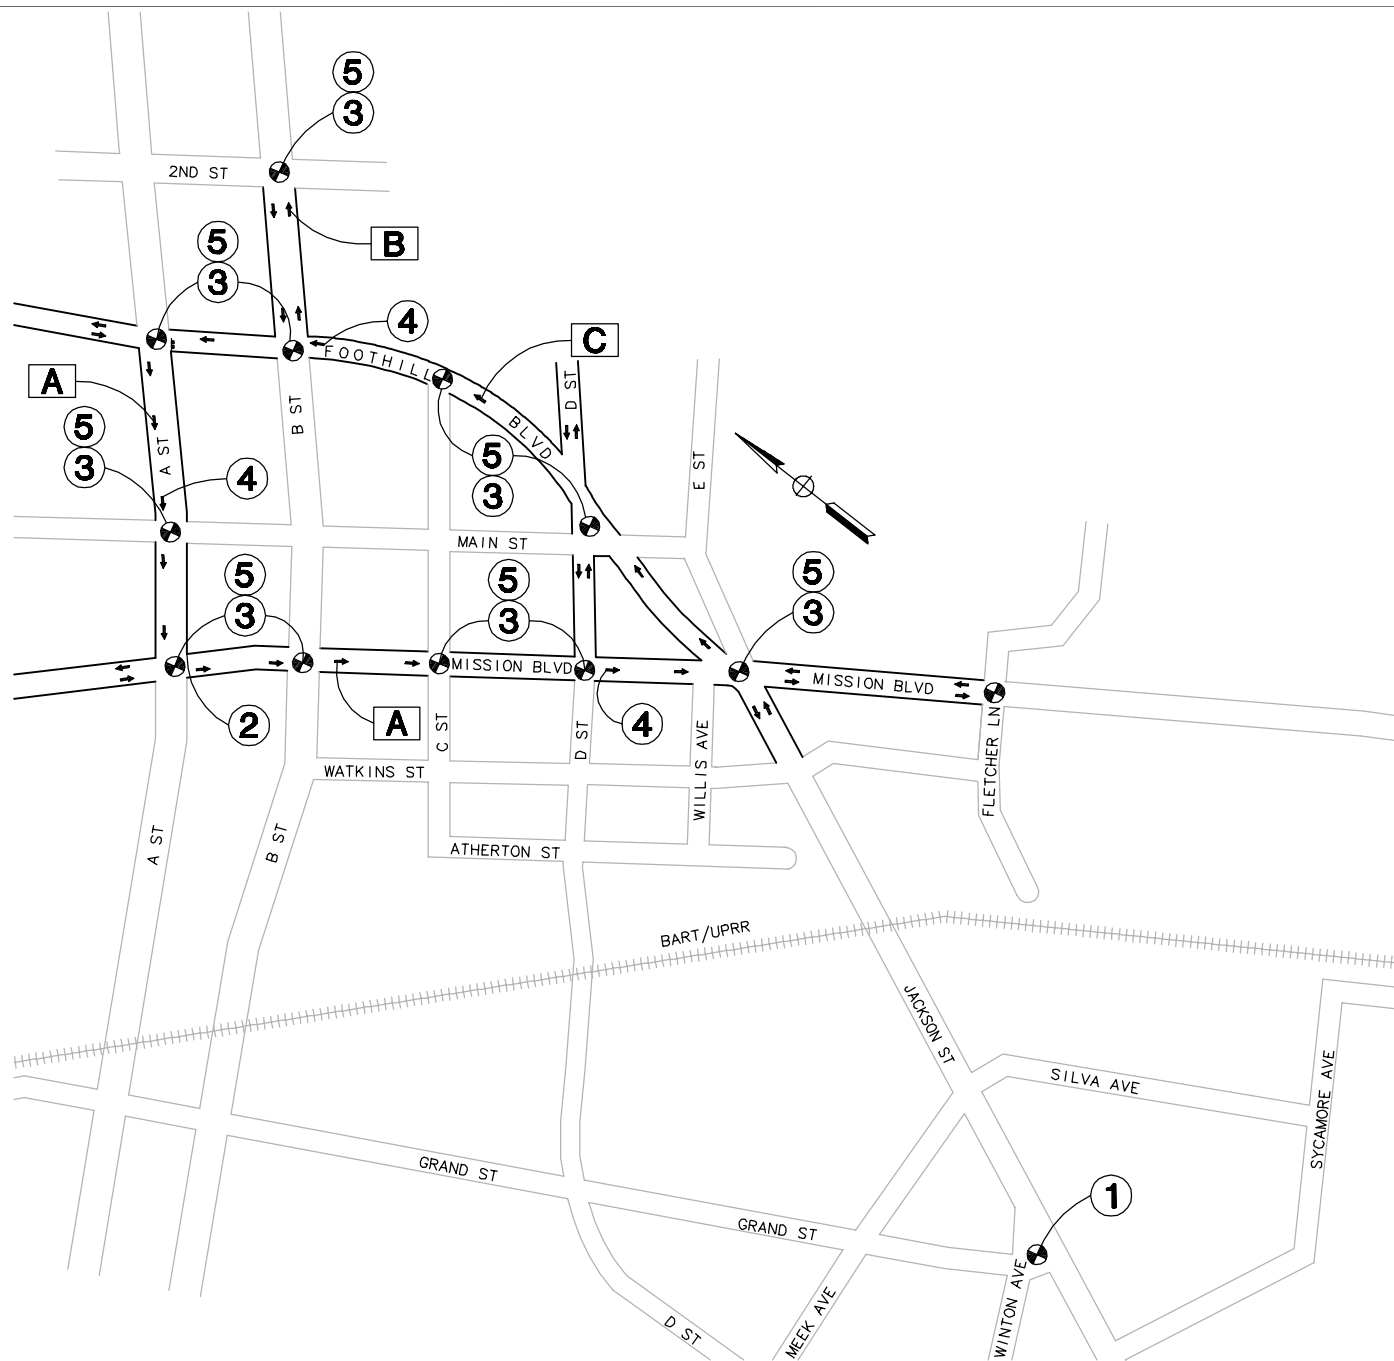 5
3
2ND ST
B
5
3
4
C
FOOTHILL BLVD
A
D ST
B ST
5
3
A ST
4
5
3
E ST
MAIN ST
5
3
5
3
5
3
MISSION BLVD
MISSION BLVD
2
A
4
C ST
D ST
WILLIS AVE
FLETCHER LN
WATKINS ST
A ST
B ST
ATHERTON ST
BART/UPRR
JACKSON ST
SILVA AVE
SYCAMORE AVE
GRAND ST
1
GRAND ST
WINTON AVE
MEEK AVE
D ST